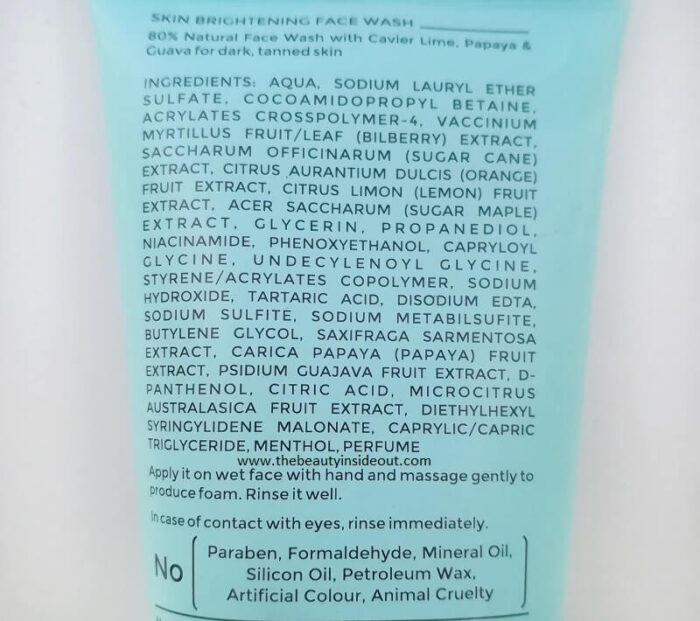 SKIN BRIGHTENING FACE WASH
80% Natural Face Wash with Cavier Lime, Papaya &
Guava for dark, tanned skin
INGREDIENTS: AQUA, SODIUM LAURYL ETHER
SULFATE, COCOAMIDOPROPYL BETAINE,
ACRYLATES CROSSPOLYMER-4, VACCINIUM
MYRTILLUS FRUIT/LEAF (BILBERRY) EXTRACT,
SACCHARUM OFFICINARUM (SUGAR CANE)
EXTRACT, CITRUS AURANTIUM DULCIS (ORANGE)
FRUIT EXTRACT, CITRUS LIMON (LEMON) FRUIT
EXTRACT, ACER SACCHARUM (SUGAR MAPLE)
EXTRACT, GLYCERIN, PROPANEDIOL,
NIACINAMIDE, PHENOXYETHANOL, CAPRYLOYL
GLYCINE, UNDECYLENOYL GLYCINE,
STYRENE/ACRYLATES COPOLYMER, SODIUM
HYDROXIDE, TARTARIC ACID, DISODIUM EDTA,
SODIUM SULFITE, SODIUM METABILSUFITE,
BUTYLENE GLYCOL, SAXIFRAGA SARMENTOSA
EXTRACT, CARICA PAPAYA (PAPAYA) FRUIT
EXTRACT, PSIDIUM GUAJAVA FRUIT EXTRACT, D-
PANTHENOL, CITRIC ACID, MICROCITRUS
AUSTRALASICA FRUIT EXTRACT, DIETHYLHEXYL
SYRINGYLIDENE MALONATE, CAPRYLIC/CAPRIC
TRIGLYCERIDE, MENTHOL, PERFUME
www.thebeautyinsideout.com
Apply it on wet face with hand and massage gently to
produce foam. Rinse it well.
In case of contact with eyes, rinse immediately.
No
Paraben, Formaldehyde, Mineral Oil,
Silicon Oil, Petroleum Wax,
Artificial Colour, Animal Cruelty